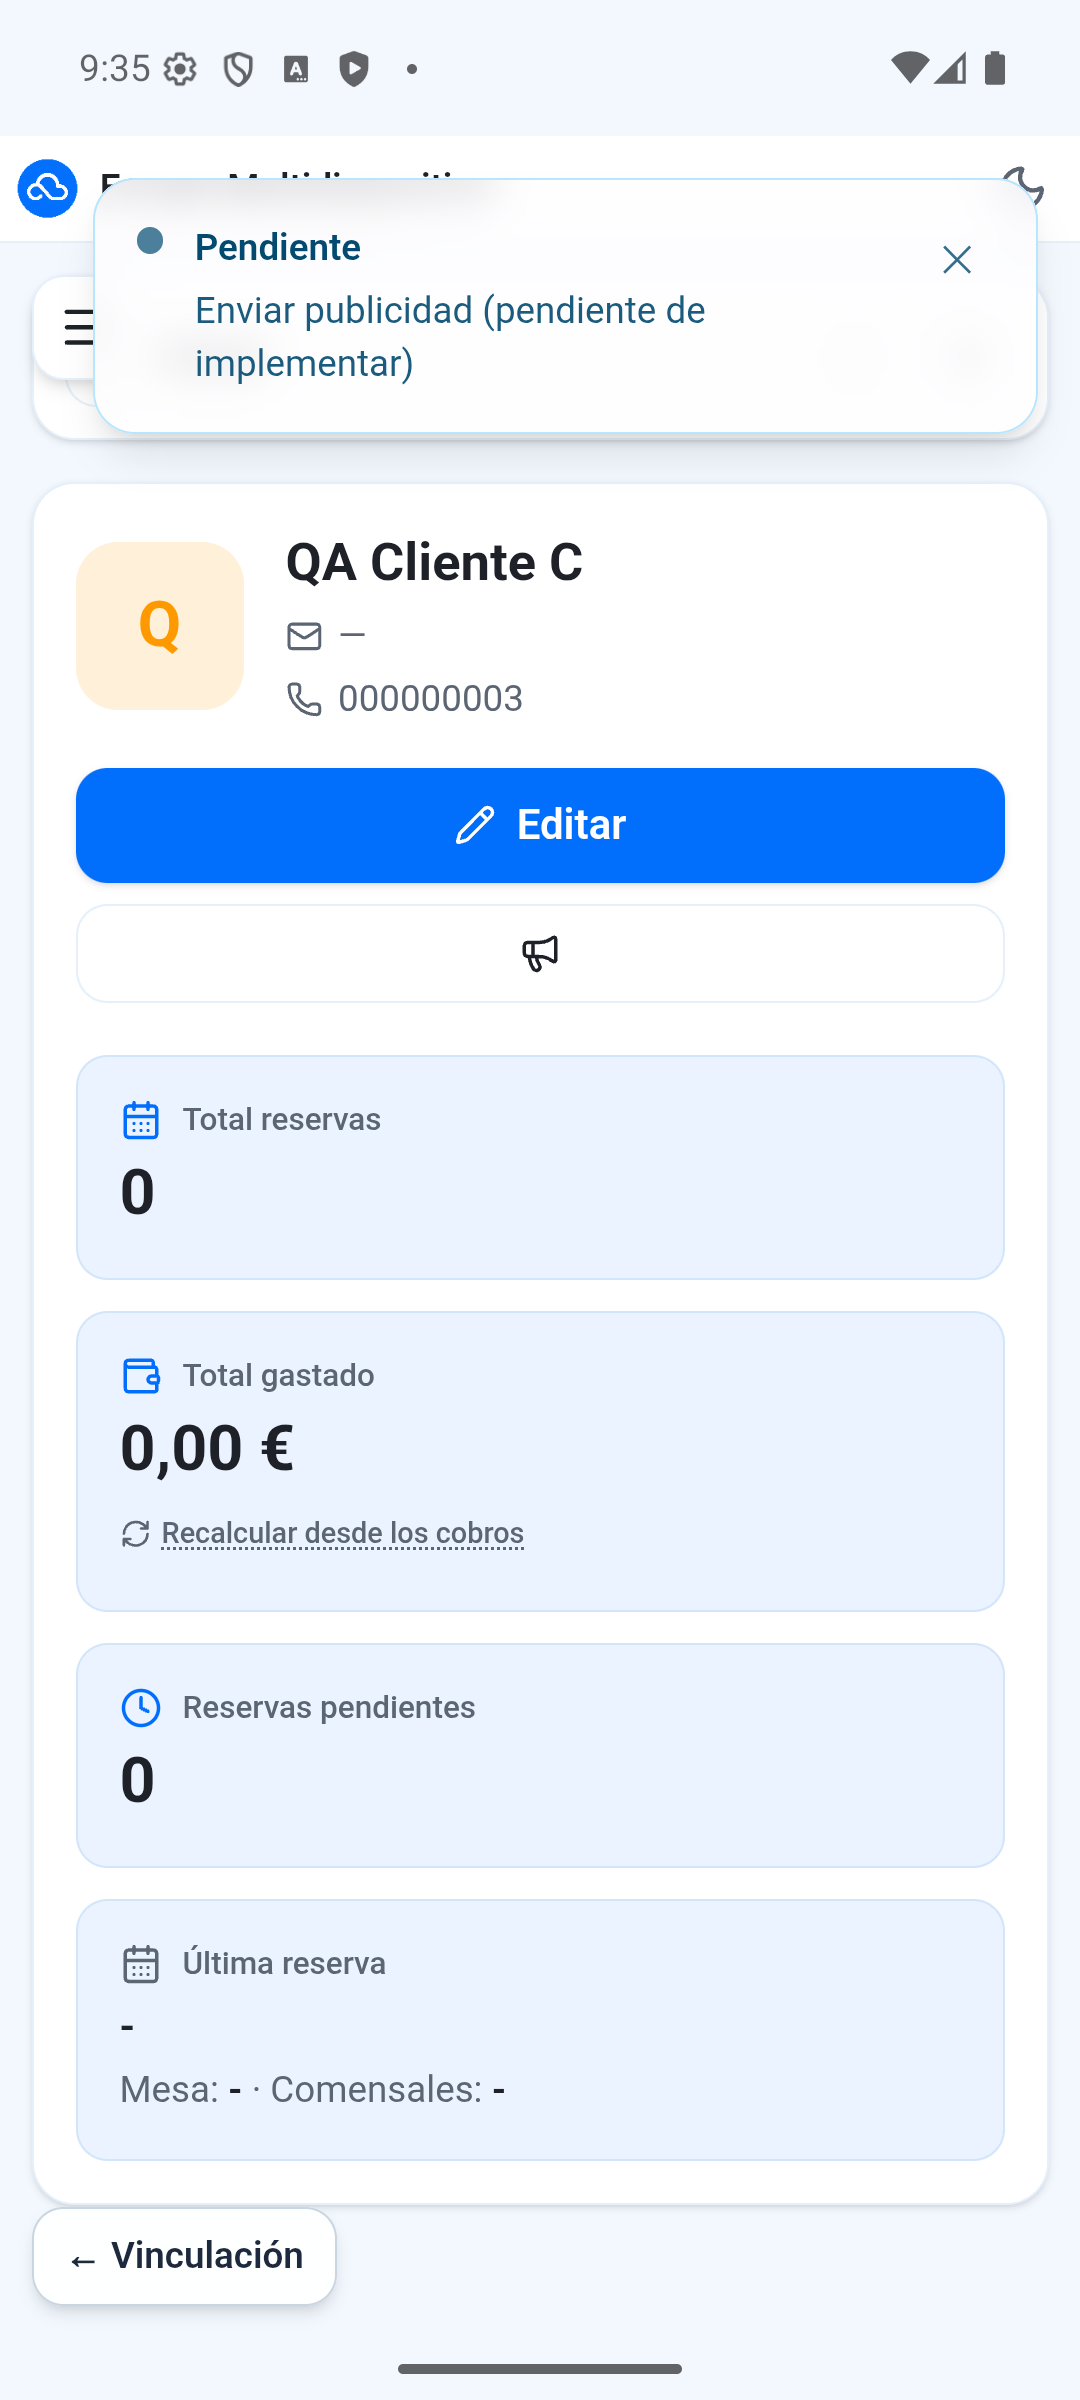 9:35
Pendiente
Enviar publicidad (pendiente de
implementar)
QA Cliente C
—
000000003
Editar
Total reservas
0
Total gastado
0,00 €
Recalcular desde los cobros
Reservas pendientes
0
Última reserva
-
Mesa: - · Comensales: -
← Vinculación